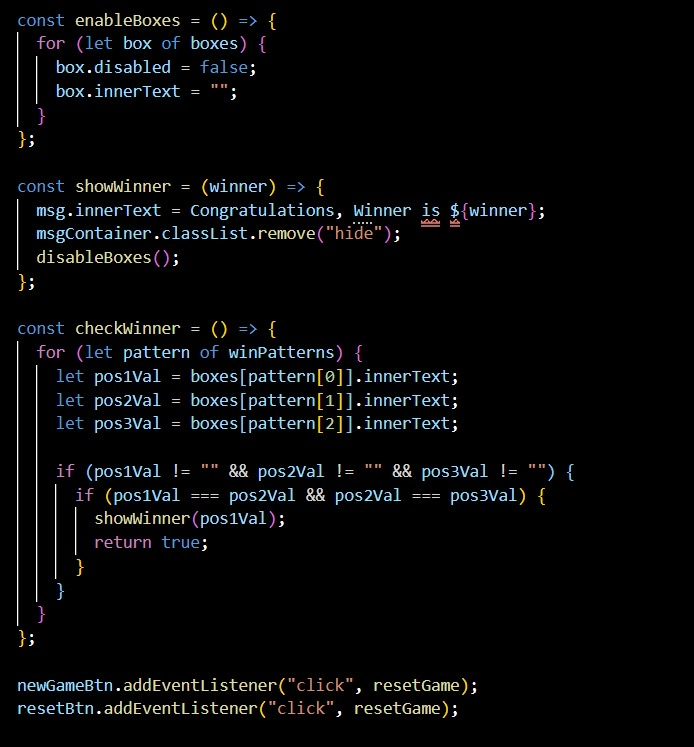 const enableBoxes = () => {
  for (let box of boxes) {
    box.disabled = false;
    box.innerText = "";
  }
};

const showWinner = (winner) => {
  msg.innerText = Congratulations, Winner is ${winner};
  msgContainer.classList.remove("hide");
  disableBoxes();
};

const checkWinner = () => {
  for (let pattern of winPatterns) {
    let pos1Val = boxes[pattern[0]].innerText;
    let pos2Val = boxes[pattern[1]].innerText;
    let pos3Val = boxes[pattern[2]].innerText;

    if (pos1Val != "" && pos2Val != "" && pos3Val != "") {
      if (pos1Val === pos2Val && pos2Val === pos3Val) {
        showWinner(pos1Val);
        return true;
      }
    }
  }
};

newGameBtn.addEventListener("click", resetGame);
resetBtn.addEventListener("click", resetGame);